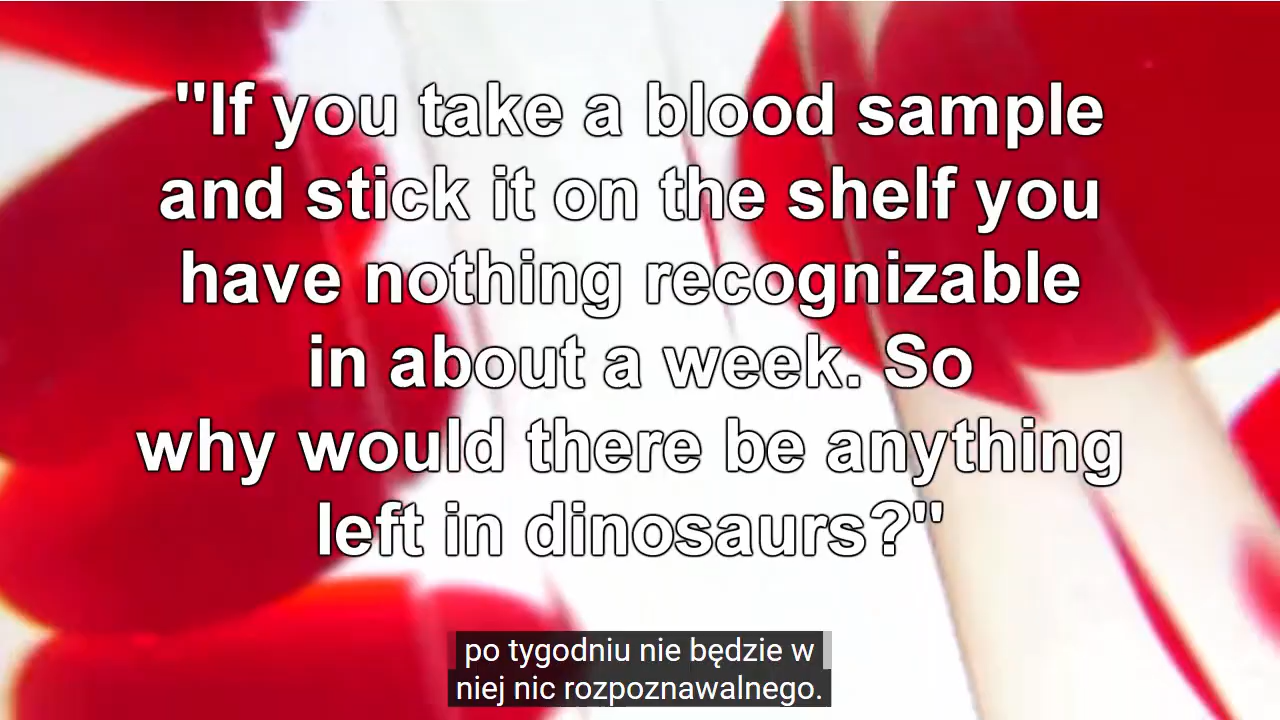 "If you take a blood sample
and stick it on the shelf you
have nothing recognizable
in about a week. So
why would there be anything
left in dinosaurs?"
po tygodniu nie będzie w
niej nic rozpoznawalnego.